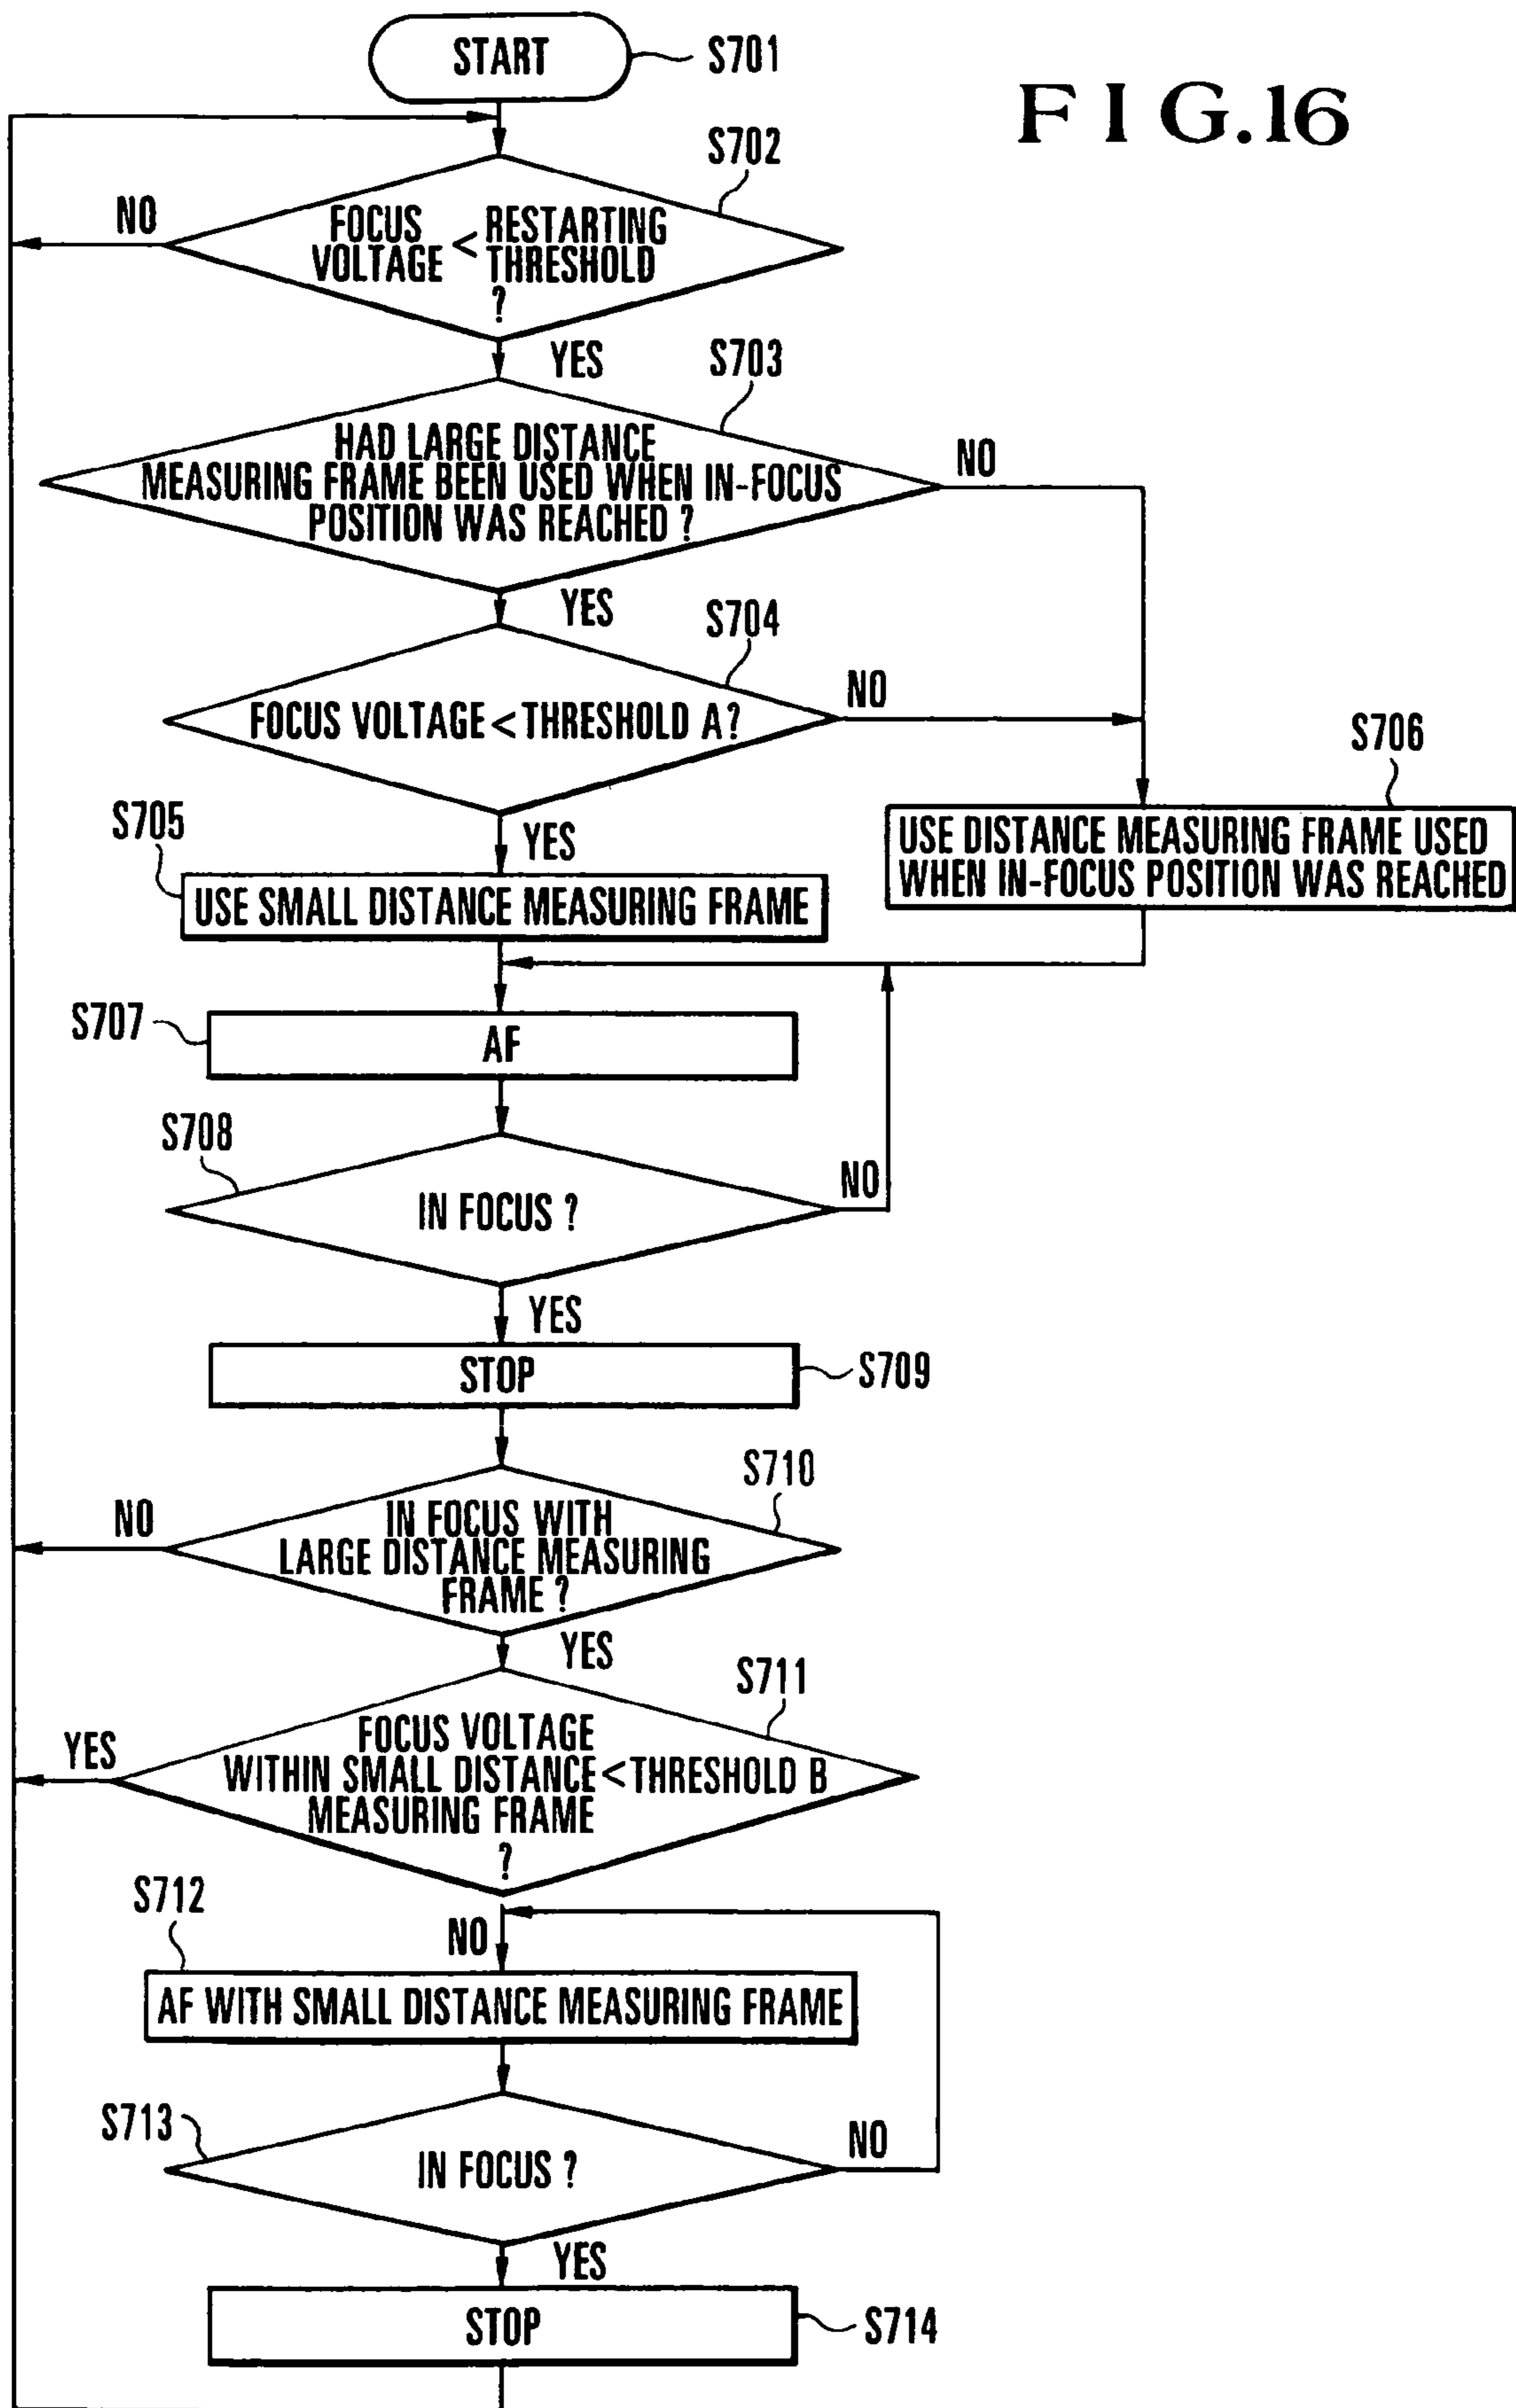 START
S701
F I G.16
S702
NO
FOCUS VOLTAGE < RESTARTING THRESHOLD
?
YES
S703
HAD LARGE DISTANCE
MEASURING FRAME BEEN USED WHEN IN-FOCUS
POSITION WAS REACHED ?
NO
YES
S704
FOCUS VOLTAGE < THRESHOLD A?
NO
S706
S705
YES
USE DISTANCE MEASURING FRAME USED
WHEN IN-FOCUS POSITION WAS REACHED
USE SMALL DISTANCE MEASURING FRAME
S707
AF
S708
IN FOCUS ?
NO
YES
STOP
S709
S710
NO
IN FOCUS WITH
LARGE DISTANCE MEASURING
FRAME ?
YES
S711
YES
FOCUS VOLTAGE
WITHIN SMALL DISTANCE < THRESHOLD B
MEASURING FRAME
?
S712
NO
AF WITH SMALL DISTANCE MEASURING FRAME
S713
IN FOCUS ?
NO
YES
STOP
S714